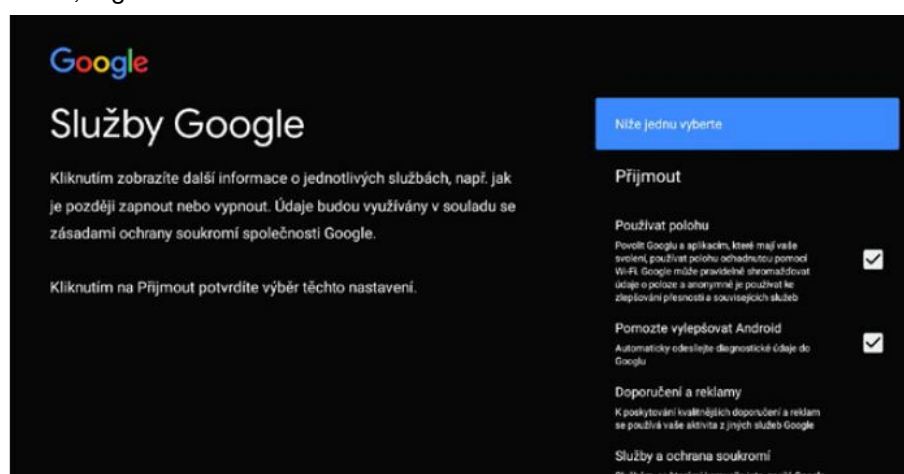 Google
Služby Google
Kliknutím zobrazíte další informace o jednotlivých službách, např. jak
je později zapnout nebo vypnout. Údaje budou využívány v souladu se
zásadami ochrany soukromí společnosti Google.
Kliknutím na Přijmout potvrdíte výběr těchto nastavení.
Níže jednu vyberte
Přijmout
Používat polohu
Povolit Googlu a aplikacím, které mají vaše
svolení, používat polohu odhadnutou pomocí
Wi-Fi. Google může pravidelně shromažďovat
údaje o poloze a anonymně je používat ke
zlepšování přesnosti a souvisejících služeb
Pomozte vylepšovat Android
Automaticky odesílejte diagnostické údaje do
Googlu
Doporučení a reklamy
K poskytování kvalitnějších doporučení a reklam
se používá vaše aktivita z jiných služeb Google
Služby a ochrana soukromí